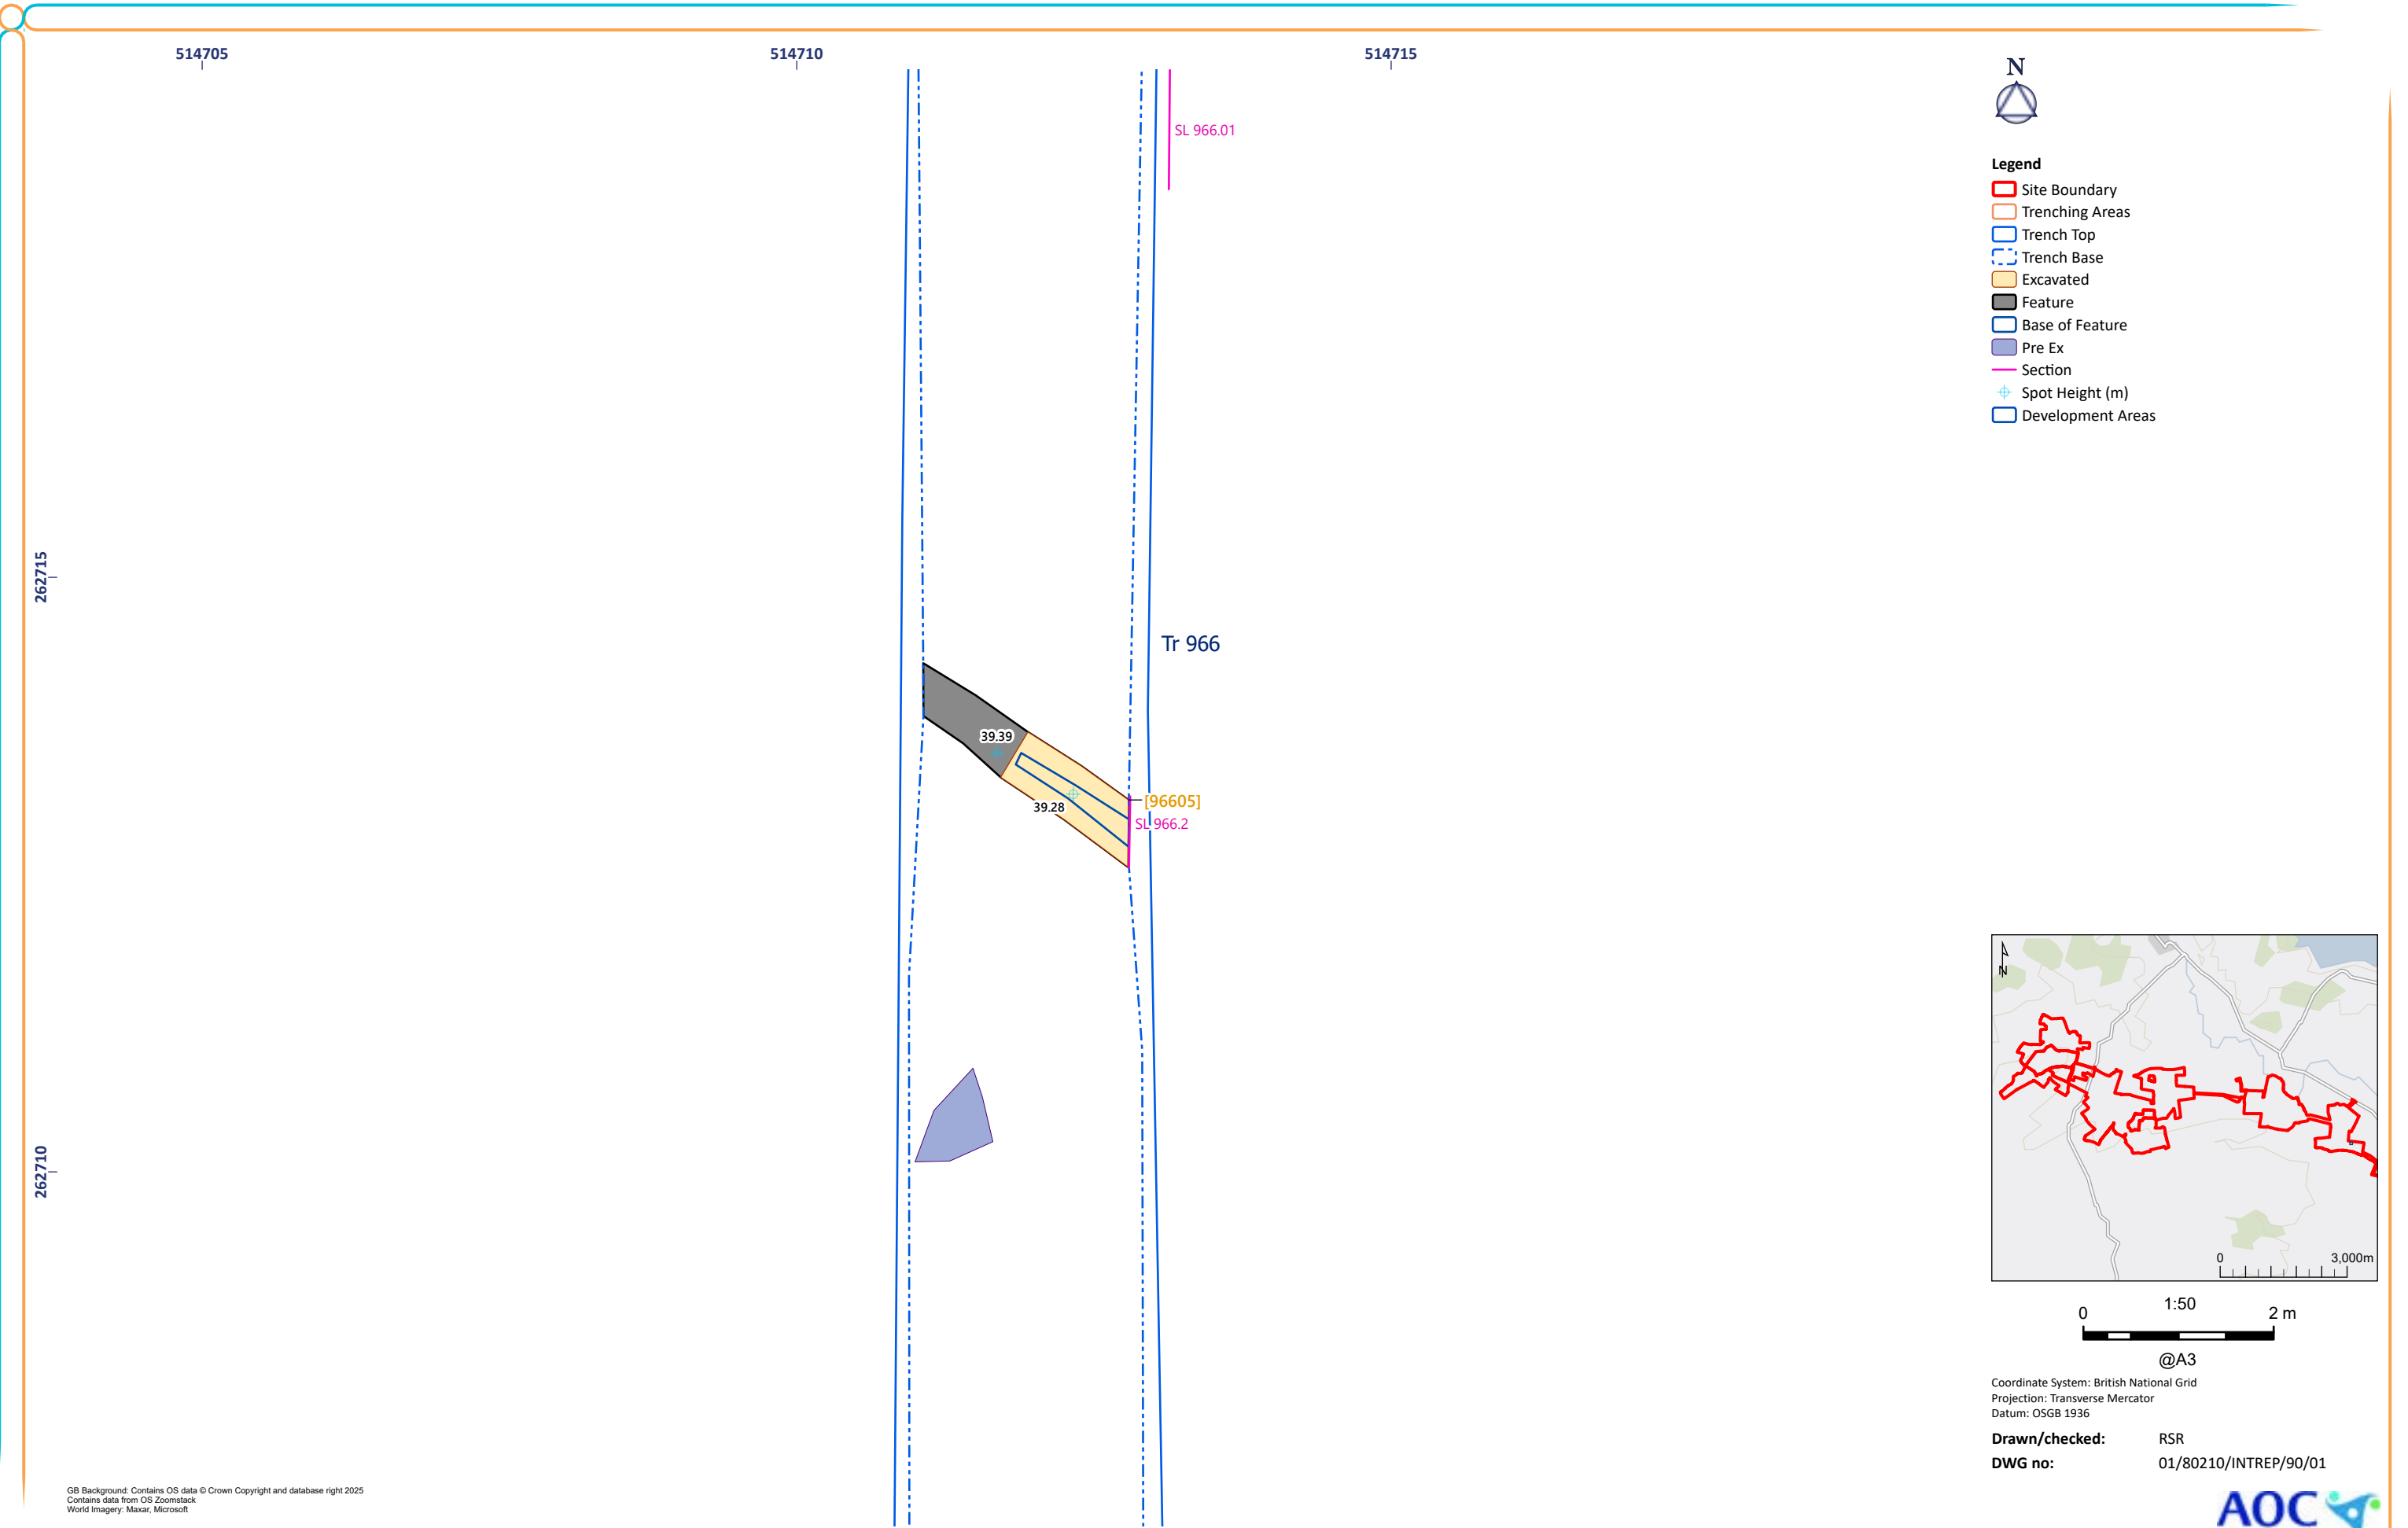 514705
514710
514715
N
SL 966.01
Legend
Site Boundary
Trenching Areas
Trench Top
Trench Base
Excavated
Feature
Base of Feature
Pre Ex
Section
Spot Height (m)
Development Areas
262715
Tr 966
39.39
39.28
[96605]
SL 966.2
262710
N
0
3,000m
1:50
0
2 m
@A3
Coordinate System: British National Grid
Projection: Transverse Mercator
Datum: OSGB 1936
Drawn/checked: RSR
DWG no: 01/80210/INTREP/90/01
GB Background: Contains OS data © Crown Copyright and database right 2025
Contains data from OS Zoomstack
World Imagery: Maxar, Microsoft
AOC